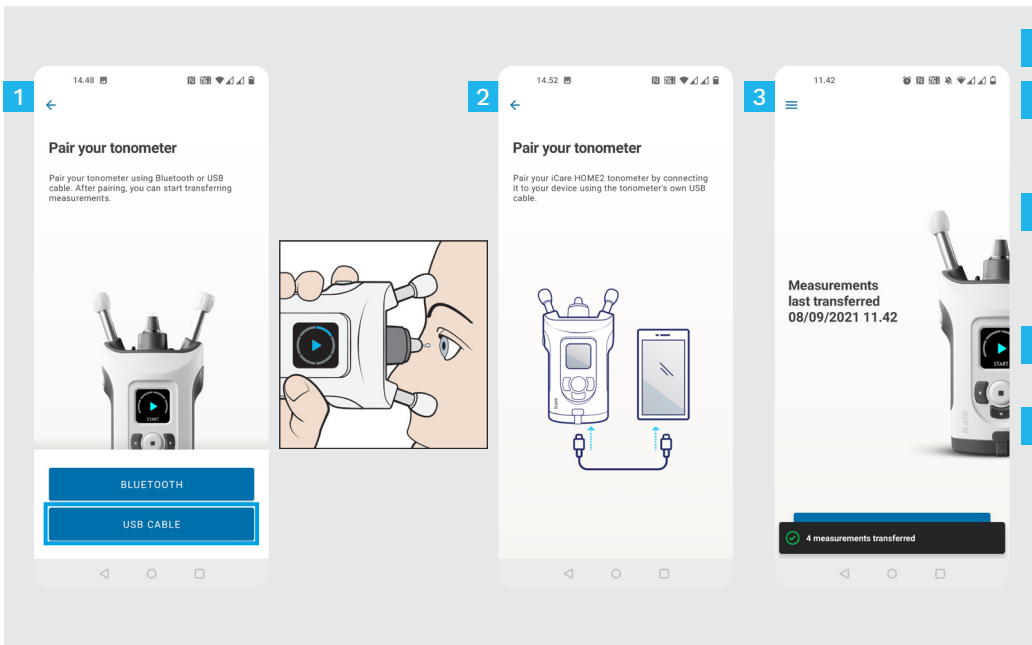 1
14.48
Pair your tonometer
Pair your tonometer using Bluetooth or USB
cable. After pairing, you can start transferring
measurements.
START
BLUETOOTH
USB CABLE
2
14.52
Pair your tonometer
Pair your iCare HOME2 tonometer by connecting
it to your device using the tonometer's own USB
cable.
icare
3
11.42
Measurements
last transferred
08/09/2021 11.42
START
icare
4 measurements transferred